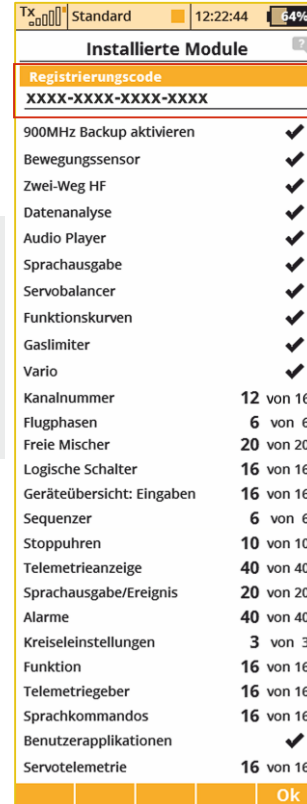 Tx Standard 12:22:44 64%
Installierte Module ?
Registrierungscode
xxxx-xxxx-xxxx-xxxx
900MHz Backup aktivieren ✔
Bewegungssensor ✔
Zwei-Weg HF ✔
Datenanalyse ✔
Audio Player ✔
Sprachausgabe ✔
Servobalancer ✔
Funktionskurven ✔
Gaslimiter ✔
Vario ✔
Kanalnummer 12 von 16
Flugphasen 6 von 6
Freie Mischer 20 von 20
Logische Schalter 16 von 16
Geräteübersicht: Eingaben 16 von 16
Sequenzer 6 von 6
Stoppuhren 10 von 10
Telemetrieanzeige 40 von 40
Sprachausgabe/Ereignis 20 von 20
Alarme 40 von 40
Kreiseleinstellungen 3 von 3
Funktion 16 von 16
Telemetriegeber 16 von 16
Sprachkommandos 16 von 16
Benutzerapplikationen ✔
Servotelemetrie 16 von 16
Ok